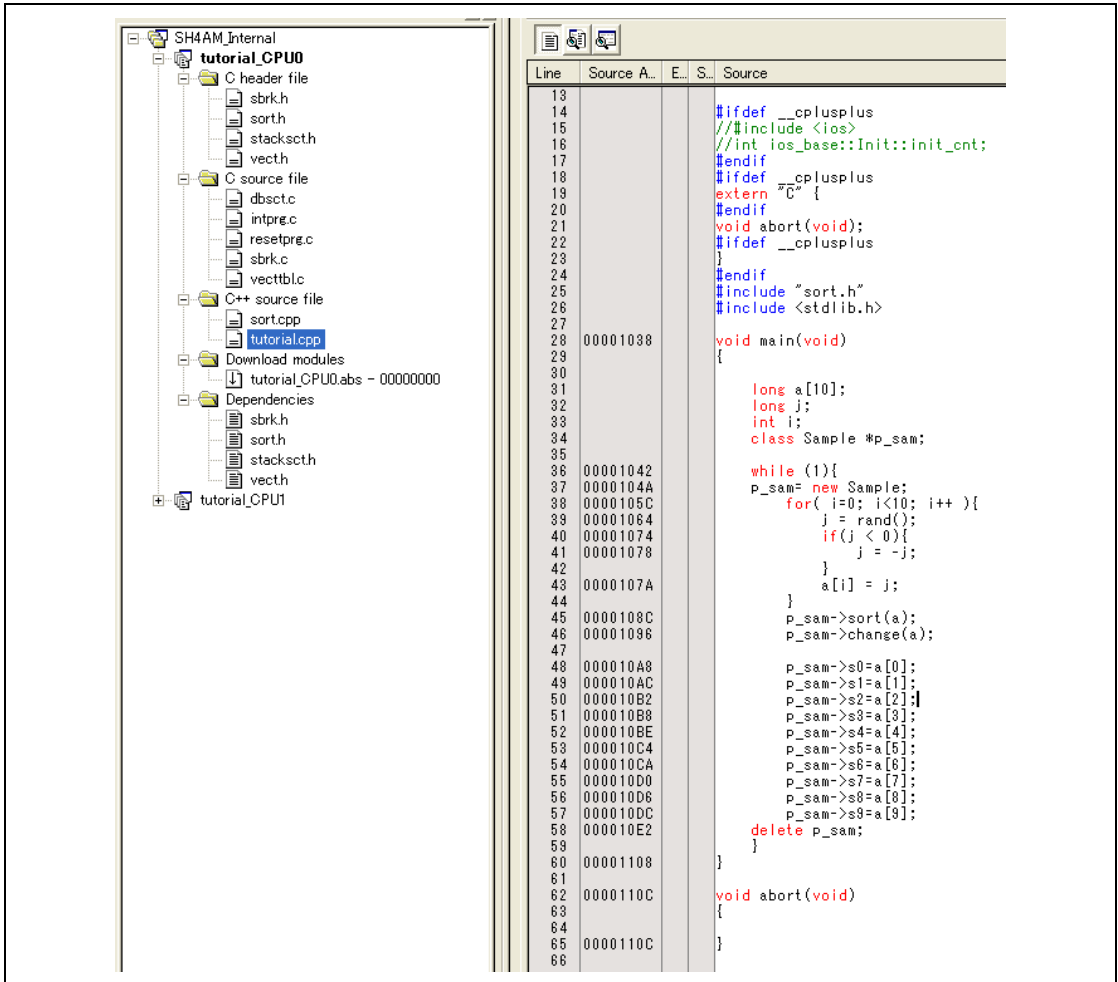 SH4AM_Internal
tutorial_CPU0
C header file
sbrk.h
sort.h
stacksct.h
vect.h
C source file
dbsct.c
intprg.c
resetprg.c
sbrk.c
vecttbl.c
C++ source file
sort.cpp
tutorial.cpp
Download modules
tutorial_CPU0.abs - 00000000
Dependencies
sbrk.h
sort.h
stacksct.h
vect.h
tutorial_CPU1
Line Source A... E... S... Source
13
14 #ifdef __cplusplus
15 //#include <ios>
16 //int ios_base::Init::init_cnt;
17 #endif
18 #ifdef __cplusplus
19 extern "C" {
20 #endif
21 void abort(void);
22 #ifdef __cplusplus
23 }
24 #endif
25 #include "sort.h"
26 #include <stdlib.h>
27
28 00001038 void main(void)
29 {
30
31 long a[10];
32 long j;
33 int i;
34 class Sample *p_sam;
35
36 00001042 while (1){
37 0000104A p_sam= new Sample;
38 0000105C for( i=0; i<10; i++ ){
39 00001064 j = rand();
40 00001074 if(j < 0){
41 00001078 j = -j;
42 }
43 0000107A a[i] = j;
44 }
45 0000108C p_sam->sort(a);
46 00001096 p_sam->change(a);
47
48 000010A8 p_sam->s0=a[0];
49 000010AC p_sam->s1=a[1];
50 000010B2 p_sam->s2=a[2];
51 000010B8 p_sam->s3=a[3];
52 000010BE p_sam->s4=a[4];
53 000010C4 p_sam->s5=a[5];
54 000010CA p_sam->s6=a[6];
55 000010D0 p_sam->s7=a[7];
56 000010D6 p_sam->s8=a[8];
57 000010DC p_sam->s9=a[9];
58 000010E2 delete p_sam;
59 }
60 00001108 }
61
62 0000110C void abort(void)
63 {
64
65 0000110C }
66